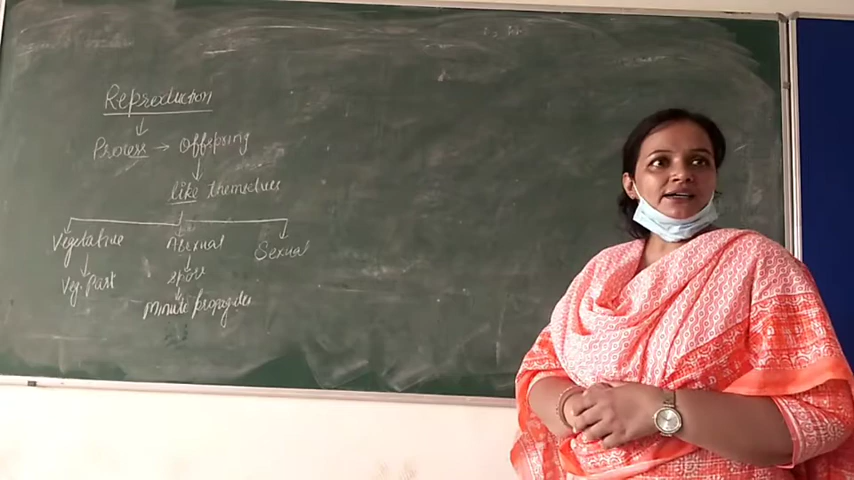 Reproduction
Process → Offspring
like themselves
Vegetative Asexual Sexual
Veg. Part spore
Minute propagules